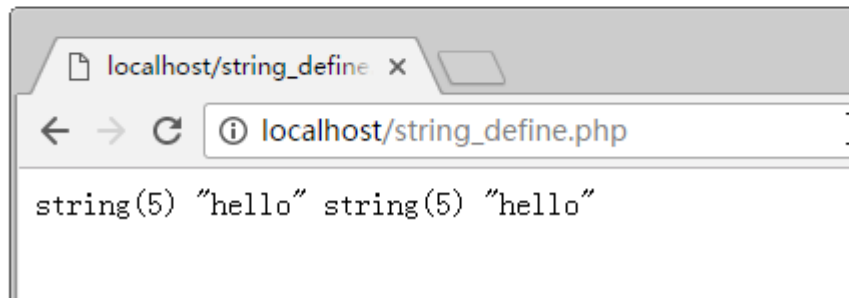 localhost/string_define
localhost/string_define.php
string(5) "hello" string(5) "hello"